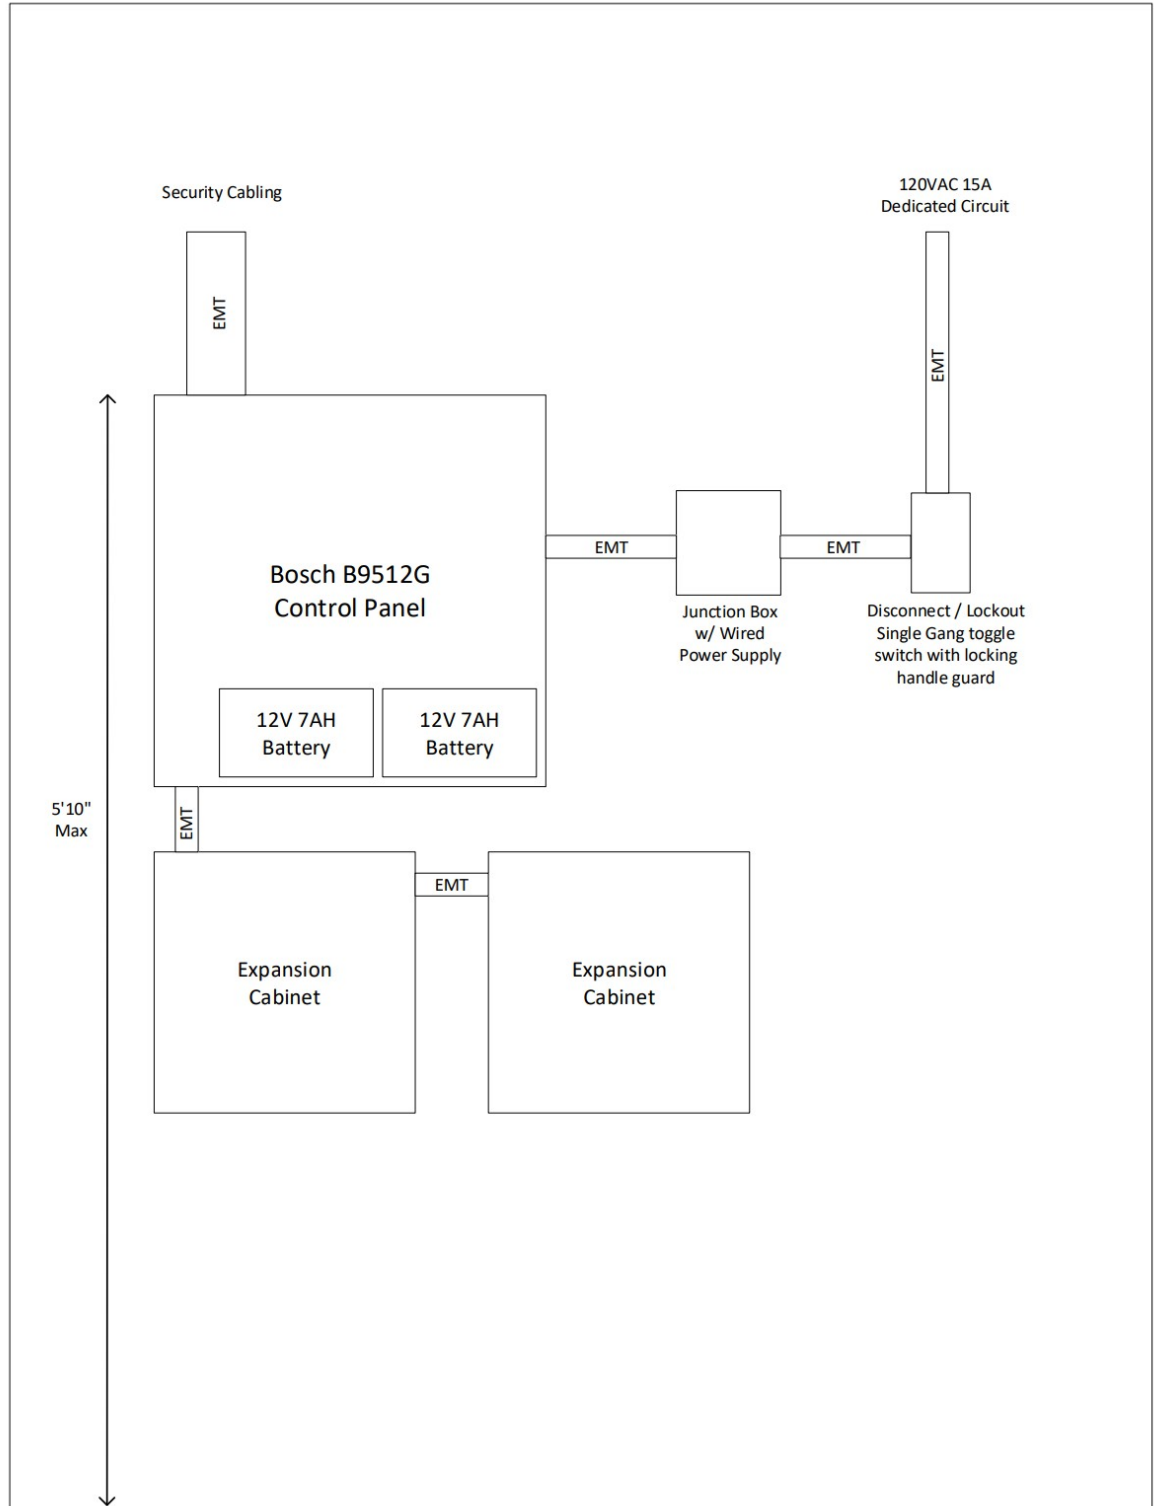 Security Cabling
120VAC 15A
Dedicated Circuit
EMT
EMT
EMT
EMT
Bosch B9512G
Control Panel
Junction Box
w/ Wired
Power Supply
Disconnect / Lockout
Single Gang toggle
switch with locking
handle guard
12V 7AH
Battery
12V 7AH
Battery
5'10"
Max
EMT
EMT
Expansion
Cabinet
Expansion
Cabinet